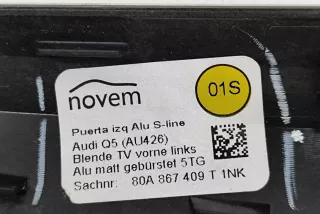 novem
01S
Puerta izq Alu S-line
Audi Q5 (AU426)
Blende TV vorne links
Alu matt gebürstet 5TG
Sachnr: 80A 867 409 T 1NK